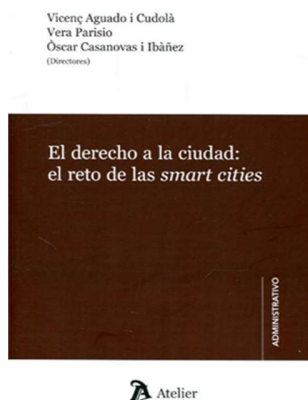 Vicenç Aguado i Cudolà
Vera Parisio
Òscar Casanovas i Ibàñez
(Directores)
El derecho a la ciudad:
el reto de las smart cities
ADMINISTRATIVO
Atelier